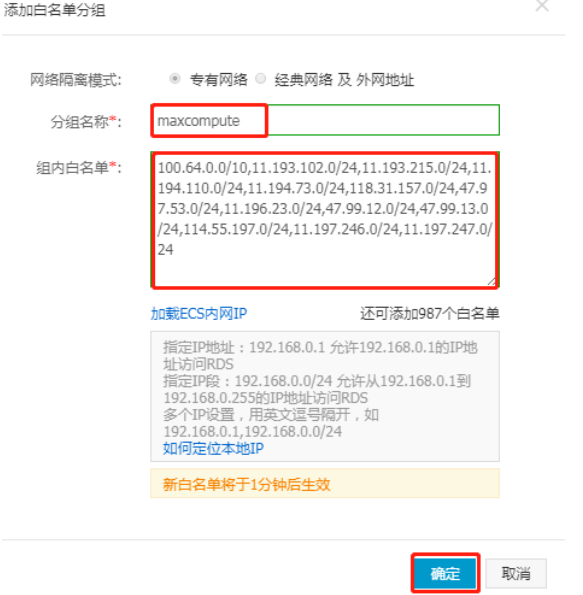 添加白名单分组
网络隔离模式: 专有网络 经典网络 及 外网地址
分组名称*: maxcompute
组内白名单*: 100.64.0.0/10,11.193.102.0/24,11.193.215.0/24,11.
194.110.0/24,11.194.73.0/24,118.31.157.0/24,47.9
7.53.0/24,11.196.23.0/24,47.99.12.0/24,47.99.13.0
/24,114.55.197.0/24,11.197.246.0/24,11.197.247.0/
24
加载ECS内网IP 还可添加987个白名单
指定IP地址：192.168.0.1 允许192.168.0.1的IP地
址访问RDS
指定IP段：192.168.0.0/24 允许从192.168.0.1到
192.168.0.255的IP地址访问RDS
多个IP设置，用英文逗号隔开，如
192.168.0.1,192.168.0.0/24
如何定位本地IP
新白名单将于1分钟后生效
确定 取消